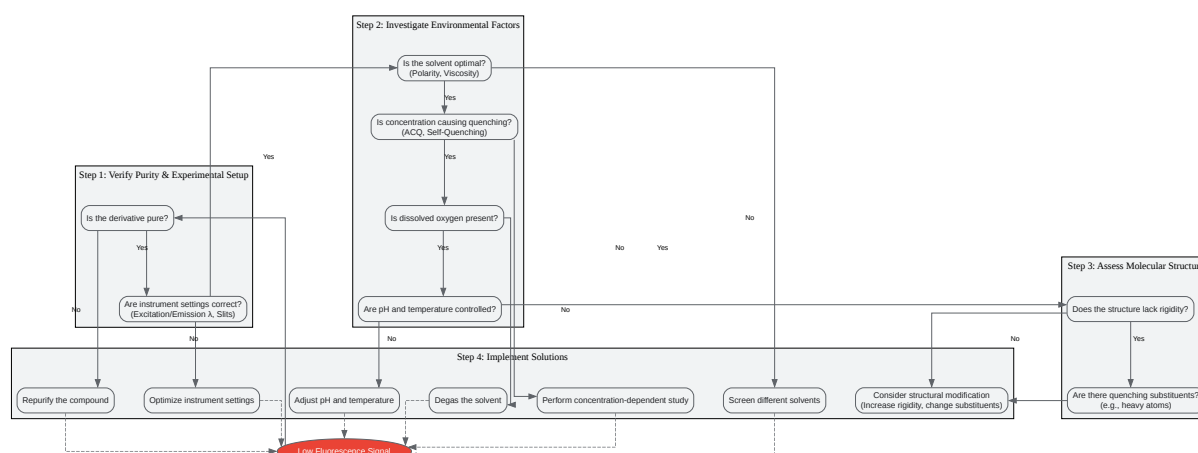 Step 2: Investigate Environmental Factors
Is the solvent optimal?
(Polarity, Viscosity)
Yes
Is concentration causing quenching?
(ACQ, Self-Quenching)
Yes
Yes
Step 1: Verify Purity & Experimental Setup
Is the derivative pure?
Is dissolved oxygen present?
No
Yes
Yes
No
Yes
Step 3: Assess Molecular Structur
Are instrument settings correct?
(Excitation/Emission λ, Slits)
Are pH and temperature controlled?
Does the structure lack rigidity?
No
No
No
No
No
Yes
Step 4: Implement Solutions
Repurify the compound
Optimize instrument settings
Adjust pH and temperature
Degas the solvent
Perform concentration-dependent study
Screen different solvents
Consider structural modification
(Increase rigidity, change substituents)
Are there quenching substituents?
(e.g., heavy atoms)
Low Fluorescence Signal